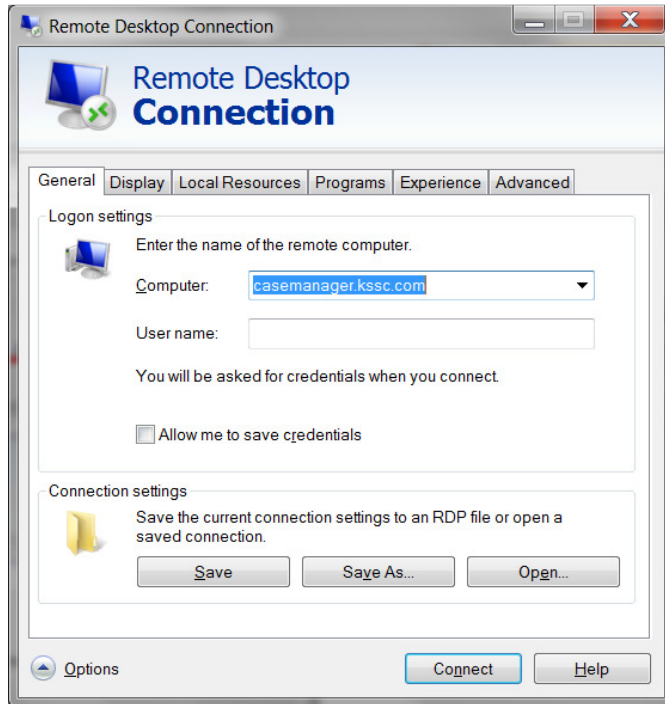 Remote Desktop Connection
Remote Desktop
Connection
General Display Local Resources Programs Experience Advanced
Logon settings
Enter the name of the remote computer.
Computer: casemanager.kssc.com
User name:
You will be asked for credentials when you connect.
Allow me to save credentials
Connection settings
Save the current connection settings to an RDP file or open a
saved connection.
Save Save As... Open...
Options Connect Help